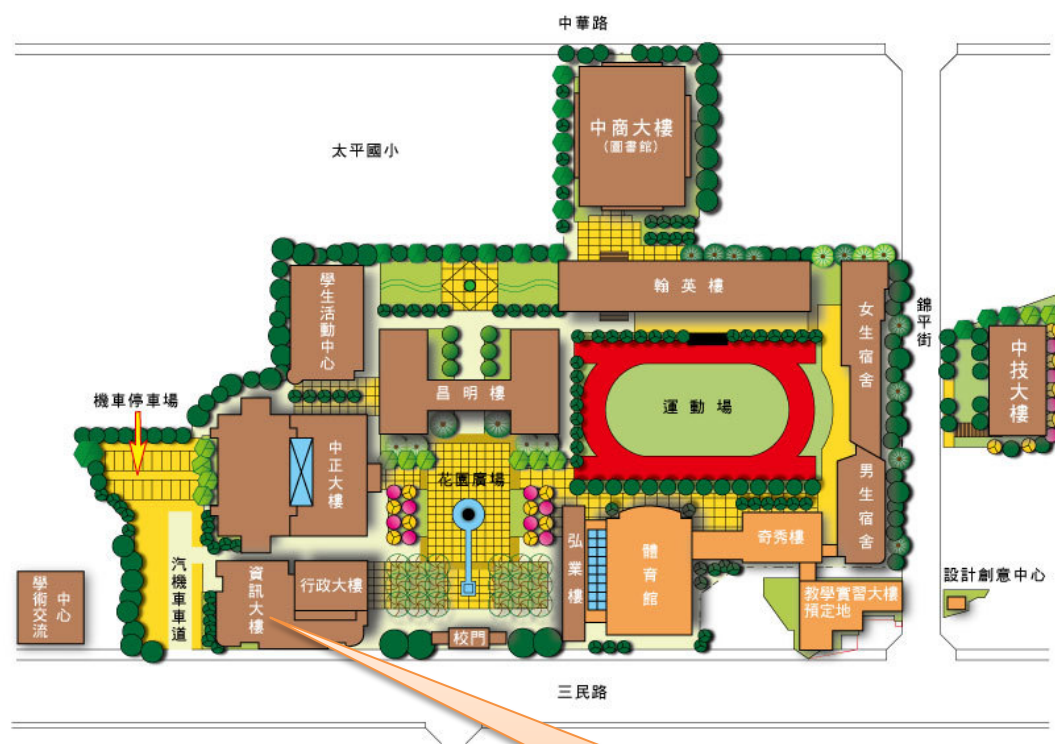 中華路
中商大樓
(圖書館)
太平國小
翰英樓
學生活動中心
女生宿舍
錦平街
中技大樓
昌明樓
運動場
機車停車場
中正大樓
花園廣場
男生宿舍
弘業樓
體育館
奇秀樓
資訊大樓
行政大樓
汽機車車道
學術交流
中心
教學實習大樓
預定地
設計創意中心
校門
三民路